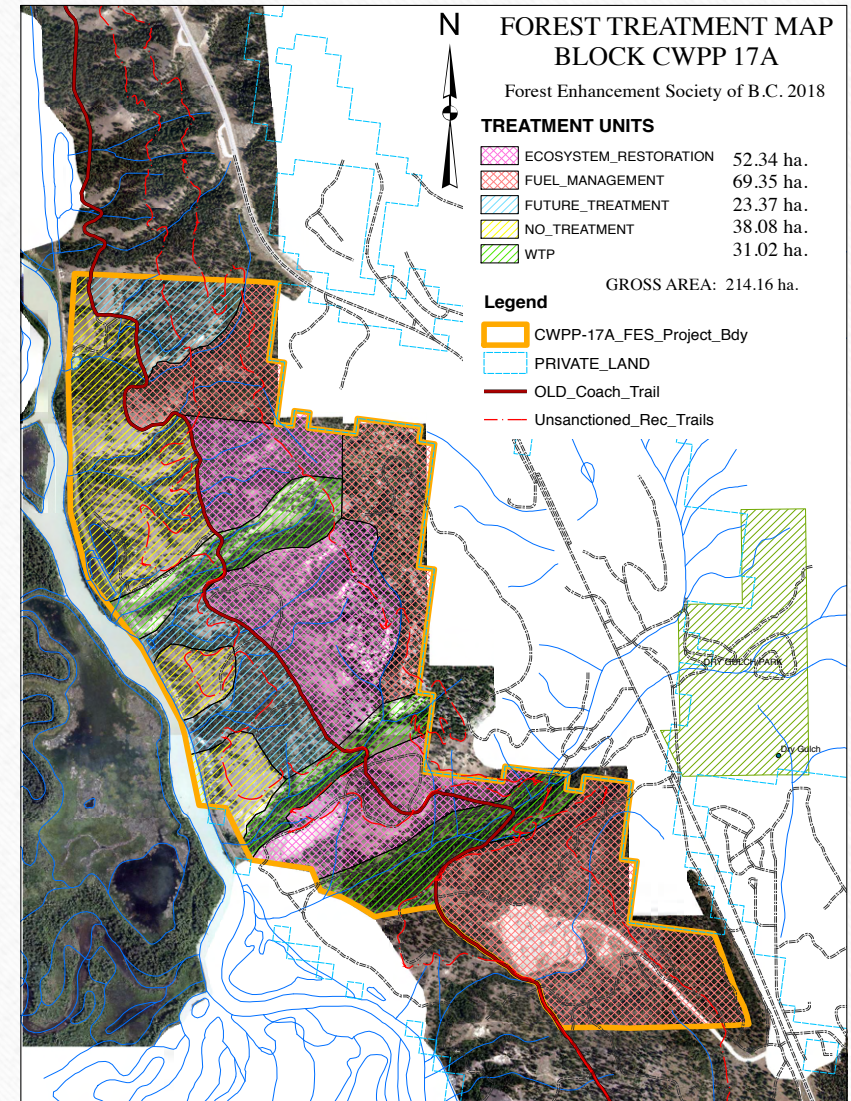 N
FOREST TREATMENT MAP
BLOCK CWPP 17A
Forest Enhancement Society of B.C. 2018
TREATMENT UNITS
ECOSYSTEM_RESTORATION 52.34 ha.
FUEL_MANAGEMENT 69.35 ha.
FUTURE_TREATMENT 23.37 ha.
NO_TREATMENT 38.08 ha.
WTP 31.02 ha.
GROSS AREA: 214.16 ha.
Legend
CWPP-17A_FES_Project_Bdy
PRIVATE_LAND
OLD_Coach_Trail
Unsanctioned_Rec_Trails
DRY GULCH PARK
Dry Gulch